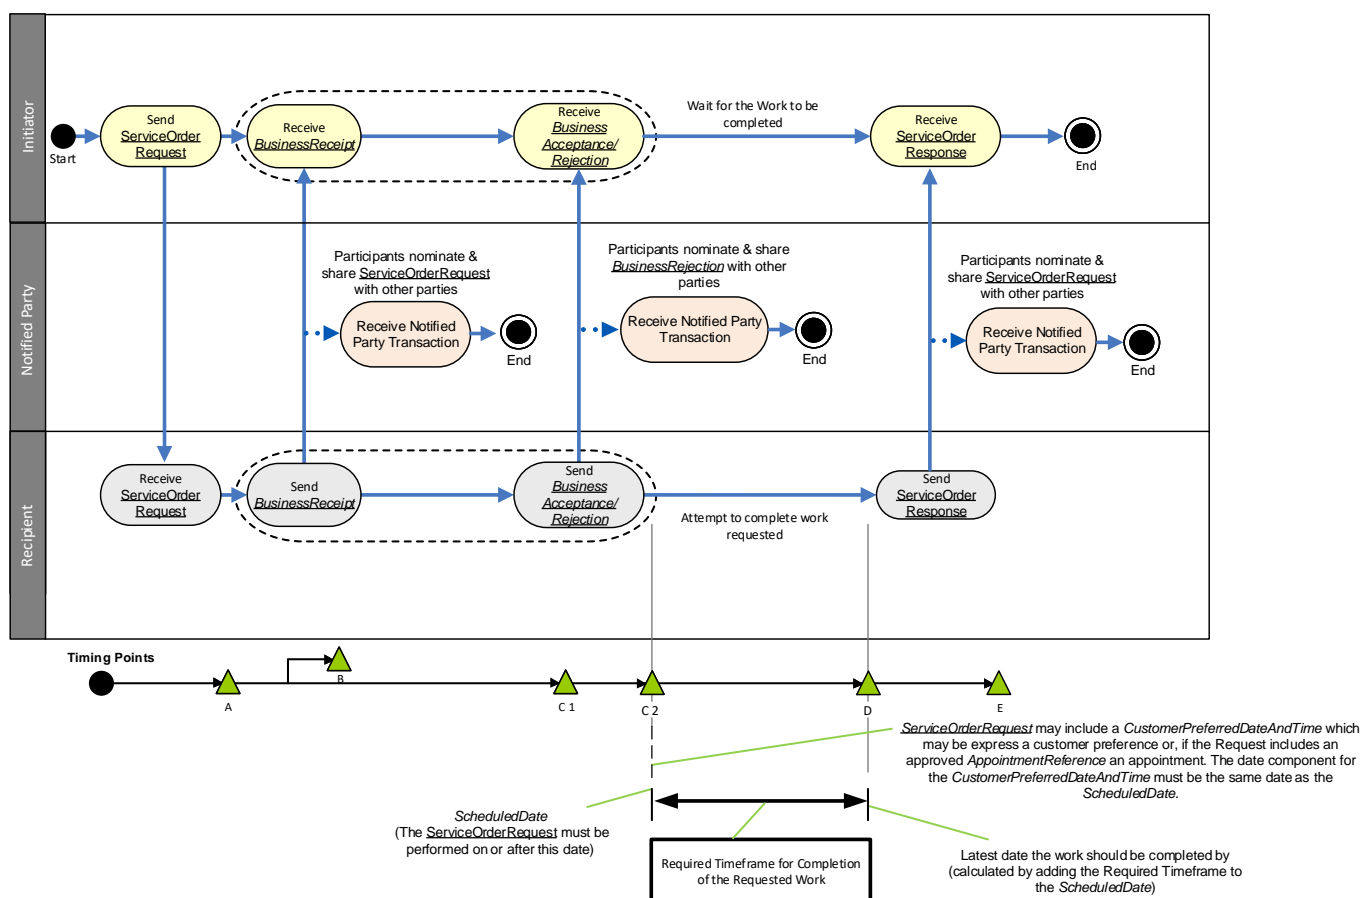 Initiator
Start
Send
ServiceOrder
Request
Receive
BusinessReceipt
Receive
Business
Acceptance/
Rejection
Wait for the Work to be
completed
Receive
ServiceOrder
Response
End
Notified Party
Participants nominate &
share ServiceOrderRequest
with other parties
Receive Notified
Party Transaction
End
Participants nominate & share
BusinessRejection with other
parties
Receive Notified Party
Transaction
End
Participants nominate &
share ServiceOrderRequest
with other parties
Receive Notified
Party Transaction
End
Recipient
Receive
ServiceOrder
Request
Send
BusinessReceipt
Send
Business
Acceptance/
Rejection
Attempt to complete work
requested
Send
ServiceOrder
Response
Timing Points
A
B
C 1
C 2
D
E
ServiceOrderRequest may include a CustomerPreferredDateAndTime which
may be express a customer preference or, if the Request includes an
approved AppointmentReference an appointment. The date component for
the CustomerPreferredDateAndTime must be the same date as the
ScheduledDate.
ScheduledDate
(The ServiceOrderRequest must be
performed on or after this date)
Required Timeframe for Completion
of the Requested Work
Latest date the work should be completed by
(calculated by adding the Required Timeframe to
the ScheduledDate)